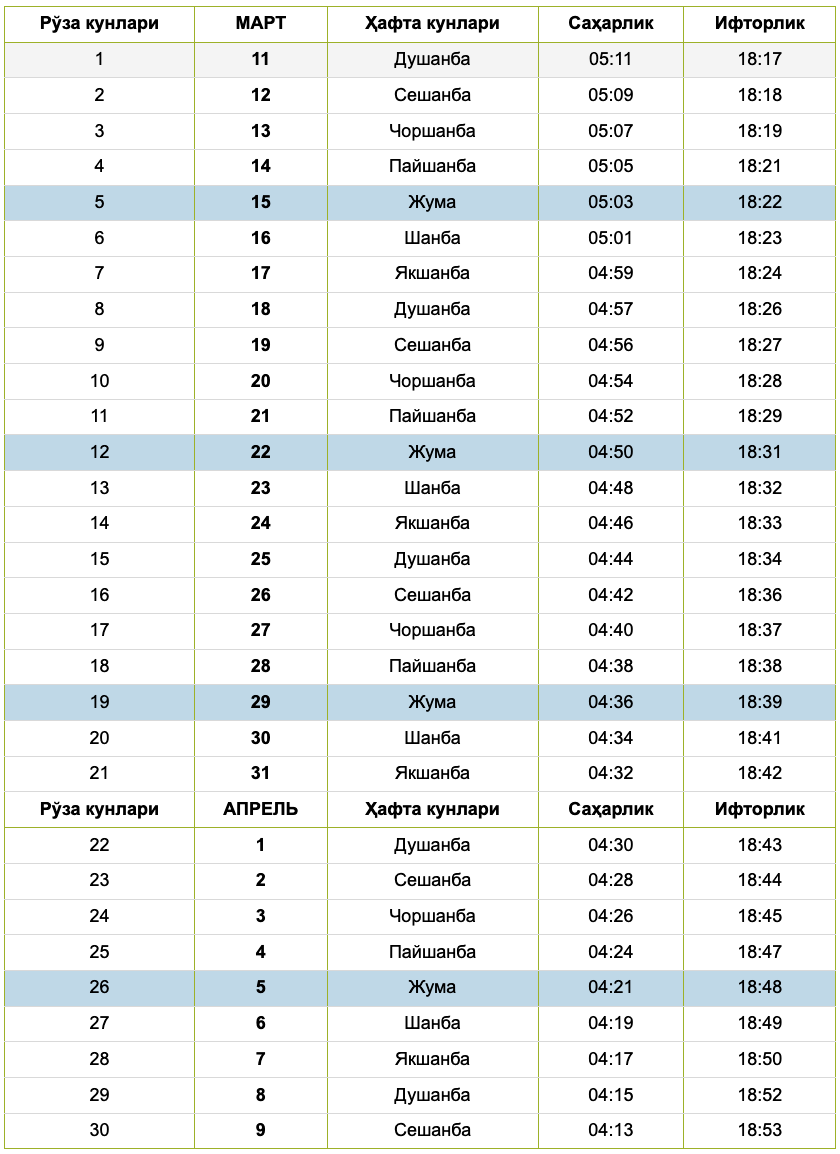 Рўза кунлари МАРТ Ҳафта кунлари Саҳарлик Ифторлик
1 11 Душанба 05:11 18:17
2 12 Сешанба 05:09 18:18
3 13 Чоршанба 05:07 18:19
4 14 Пайшанба 05:05 18:21
5 15 Жума 05:03 18:22
6 16 Шанба 05:01 18:23
7 17 Якшанба 04:59 18:24
8 18 Душанба 04:57 18:26
9 19 Сешанба 04:56 18:27
10 20 Чоршанба 04:54 18:28
11 21 Пайшанба 04:52 18:29
12 22 Жума 04:50 18:31
13 23 Шанба 04:48 18:32
14 24 Якшанба 04:46 18:33
15 25 Душанба 04:44 18:34
16 26 Сешанба 04:42 18:36
17 27 Чоршанба 04:40 18:37
18 28 Пайшанба 04:38 18:38
19 29 Жума 04:36 18:39
20 30 Шанба 04:34 18:41
21 31 Якшанба 04:32 18:42
Рўза кунлари АПРЕЛЬ Ҳафта кунлари Саҳарлик Ифторлик
22 1 Душанба 04:30 18:43
23 2 Сешанба 04:28 18:44
24 3 Чоршанба 04:26 18:45
25 4 Пайшанба 04:24 18:47
26 5 Жума 04:21 18:48
27 6 Шанба 04:19 18:49
28 7 Якшанба 04:17 18:50
29 8 Душанба 04:15 18:52
30 9 Сешанба 04:13 18:53